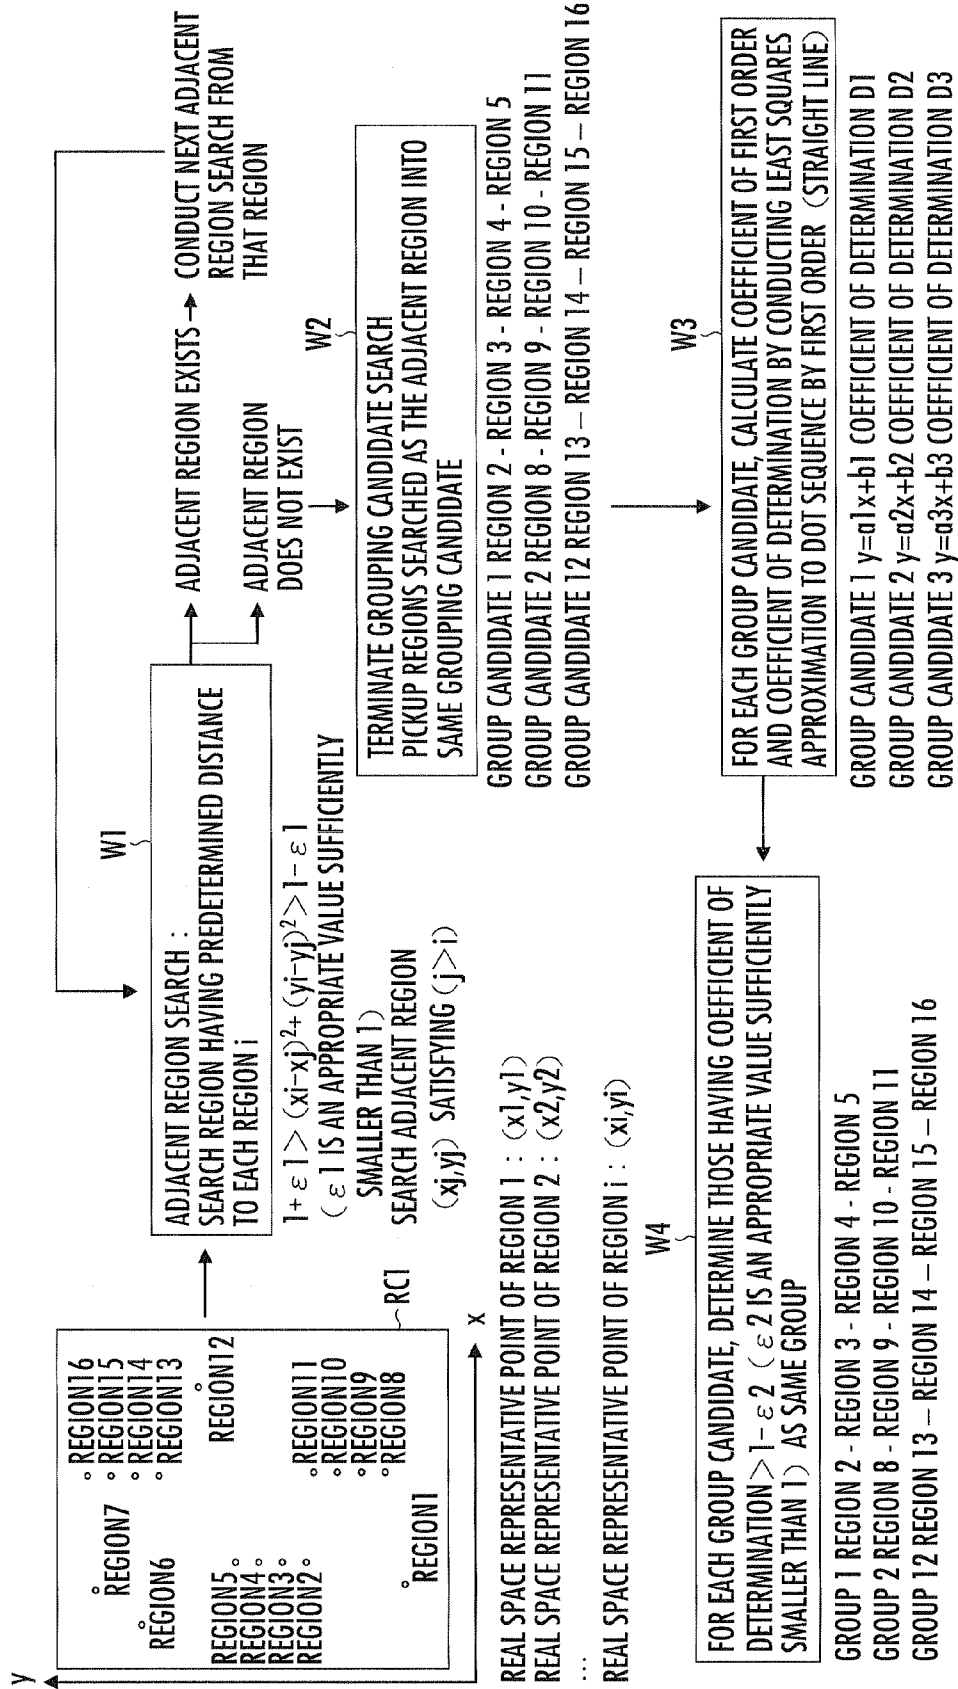 y
REGION7
REGION6
REGION5
REGION4
REGION3
REGION2
REGION1
REGION16
REGION15
REGION14
REGION13
REGION12
REGION11
REGION10
REGION9
REGION8
RC1
x
REAL SPACE REPRESENTATIVE POINT OF REGION 1 : (x1,y1)
REAL SPACE REPRESENTATIVE POINT OF REGION 2 : (x2,y2)
...
REAL SPACE REPRESENTATIVE POINT OF REGION i : (xi,yi)
W1
ADJACENT REGION SEARCH :
SEARCH REGION HAVING PREDETERMINED DISTANCE
TO EACH REGION i
1+ε1>(xi-xj)²+(yi-yj)²>1-ε1
(ε1 IS AN APPROPRIATE VALUE SUFFICIENTLY
SMALLER THAN 1)
SEARCH ADJACENT REGION
(xj,yj) SATISFYING (j>i)
ADJACENT REGION EXISTS
CONDUCT NEXT ADJACENT
REGION SEARCH FROM
THAT REGION
ADJACENT REGION
DOES NOT EXIST
W2
TERMINATE GROUPING CANDIDATE SEARCH
PICKUP REGIONS SEARCHED AS THE ADJACENT REGION INTO
SAME GROUPING CANDIDATE
GROUP CANDIDATE 1 REGION 2 - REGION 3 - REGION 4 - REGION 5
GROUP CANDIDATE 2 REGION 8 - REGION 9 - REGION 10 - REGION 11
GROUP CANDIDATE 12 REGION 13 – REGION 14 – REGION 15 – REGION 16
W3
FOR EACH GROUP CANDIDATE, CALCULATE COEFFICIENT OF FIRST ORDER
AND COEFFICIENT OF DETERMINATION BY CONDUCTING LEAST SQUARES
APPROXIMATION TO DOT SEQUENCE BY FIRST ORDER (STRAIGHT LINE)
GROUP CANDIDATE 1 y=a1x+b1 COEFFICIENT OF DETERMINATION D1
GROUP CANDIDATE 2 y=a2x+b2 COEFFICIENT OF DETERMINATION D2
GROUP CANDIDATE 3 y=a3x+b3 COEFFICIENT OF DETERMINATION D3
W4
FOR EACH GROUP CANDIDATE, DETERMINE THOSE HAVING COEFFICIENT OF
DETERMINATION>1-ε2 (ε2 IS AN APPROPRIATE VALUE SUFFICIENTLY
SMALLER THAN 1) AS SAME GROUP
GROUP 1 REGION 2 - REGION 3 - REGION 4 - REGION 5
GROUP 2 REGION 8 - REGION 9 - REGION 10 - REGION 11
GROUP 12 REGION 13 – REGION 14 – REGION 15 – REGION 16